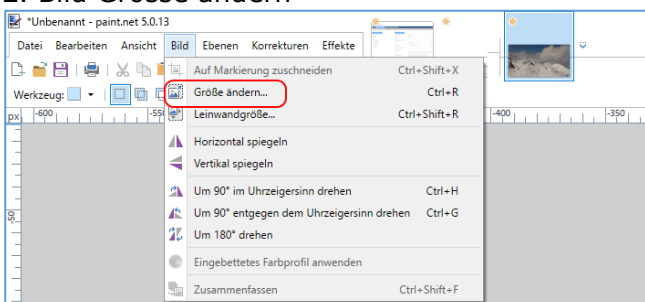 2. Bild Grösse ändern
*Unbenannt - paint.net 5.0.13
Datei Bearbeiten Ansicht Bild Ebenen Korrekturen Effekte
Auf Markierung zuschneiden Ctrl+Shift+X
Werkzeug:
Größe ändern... Ctrl+R
px -600 -55 -400 -350
Leinwandgröße... Ctrl+Shift+R
Horizontal spiegeln
Vertikal spiegeln
Um 90° im Uhrzeigersinn drehen Ctrl+H
-50
Um 90° entgegen dem Uhrzeigersinn drehen Ctrl+G
Um 180° drehen
Eingebettetes Farbprofil anwenden
Zusammenfassen Ctrl+Shift+F